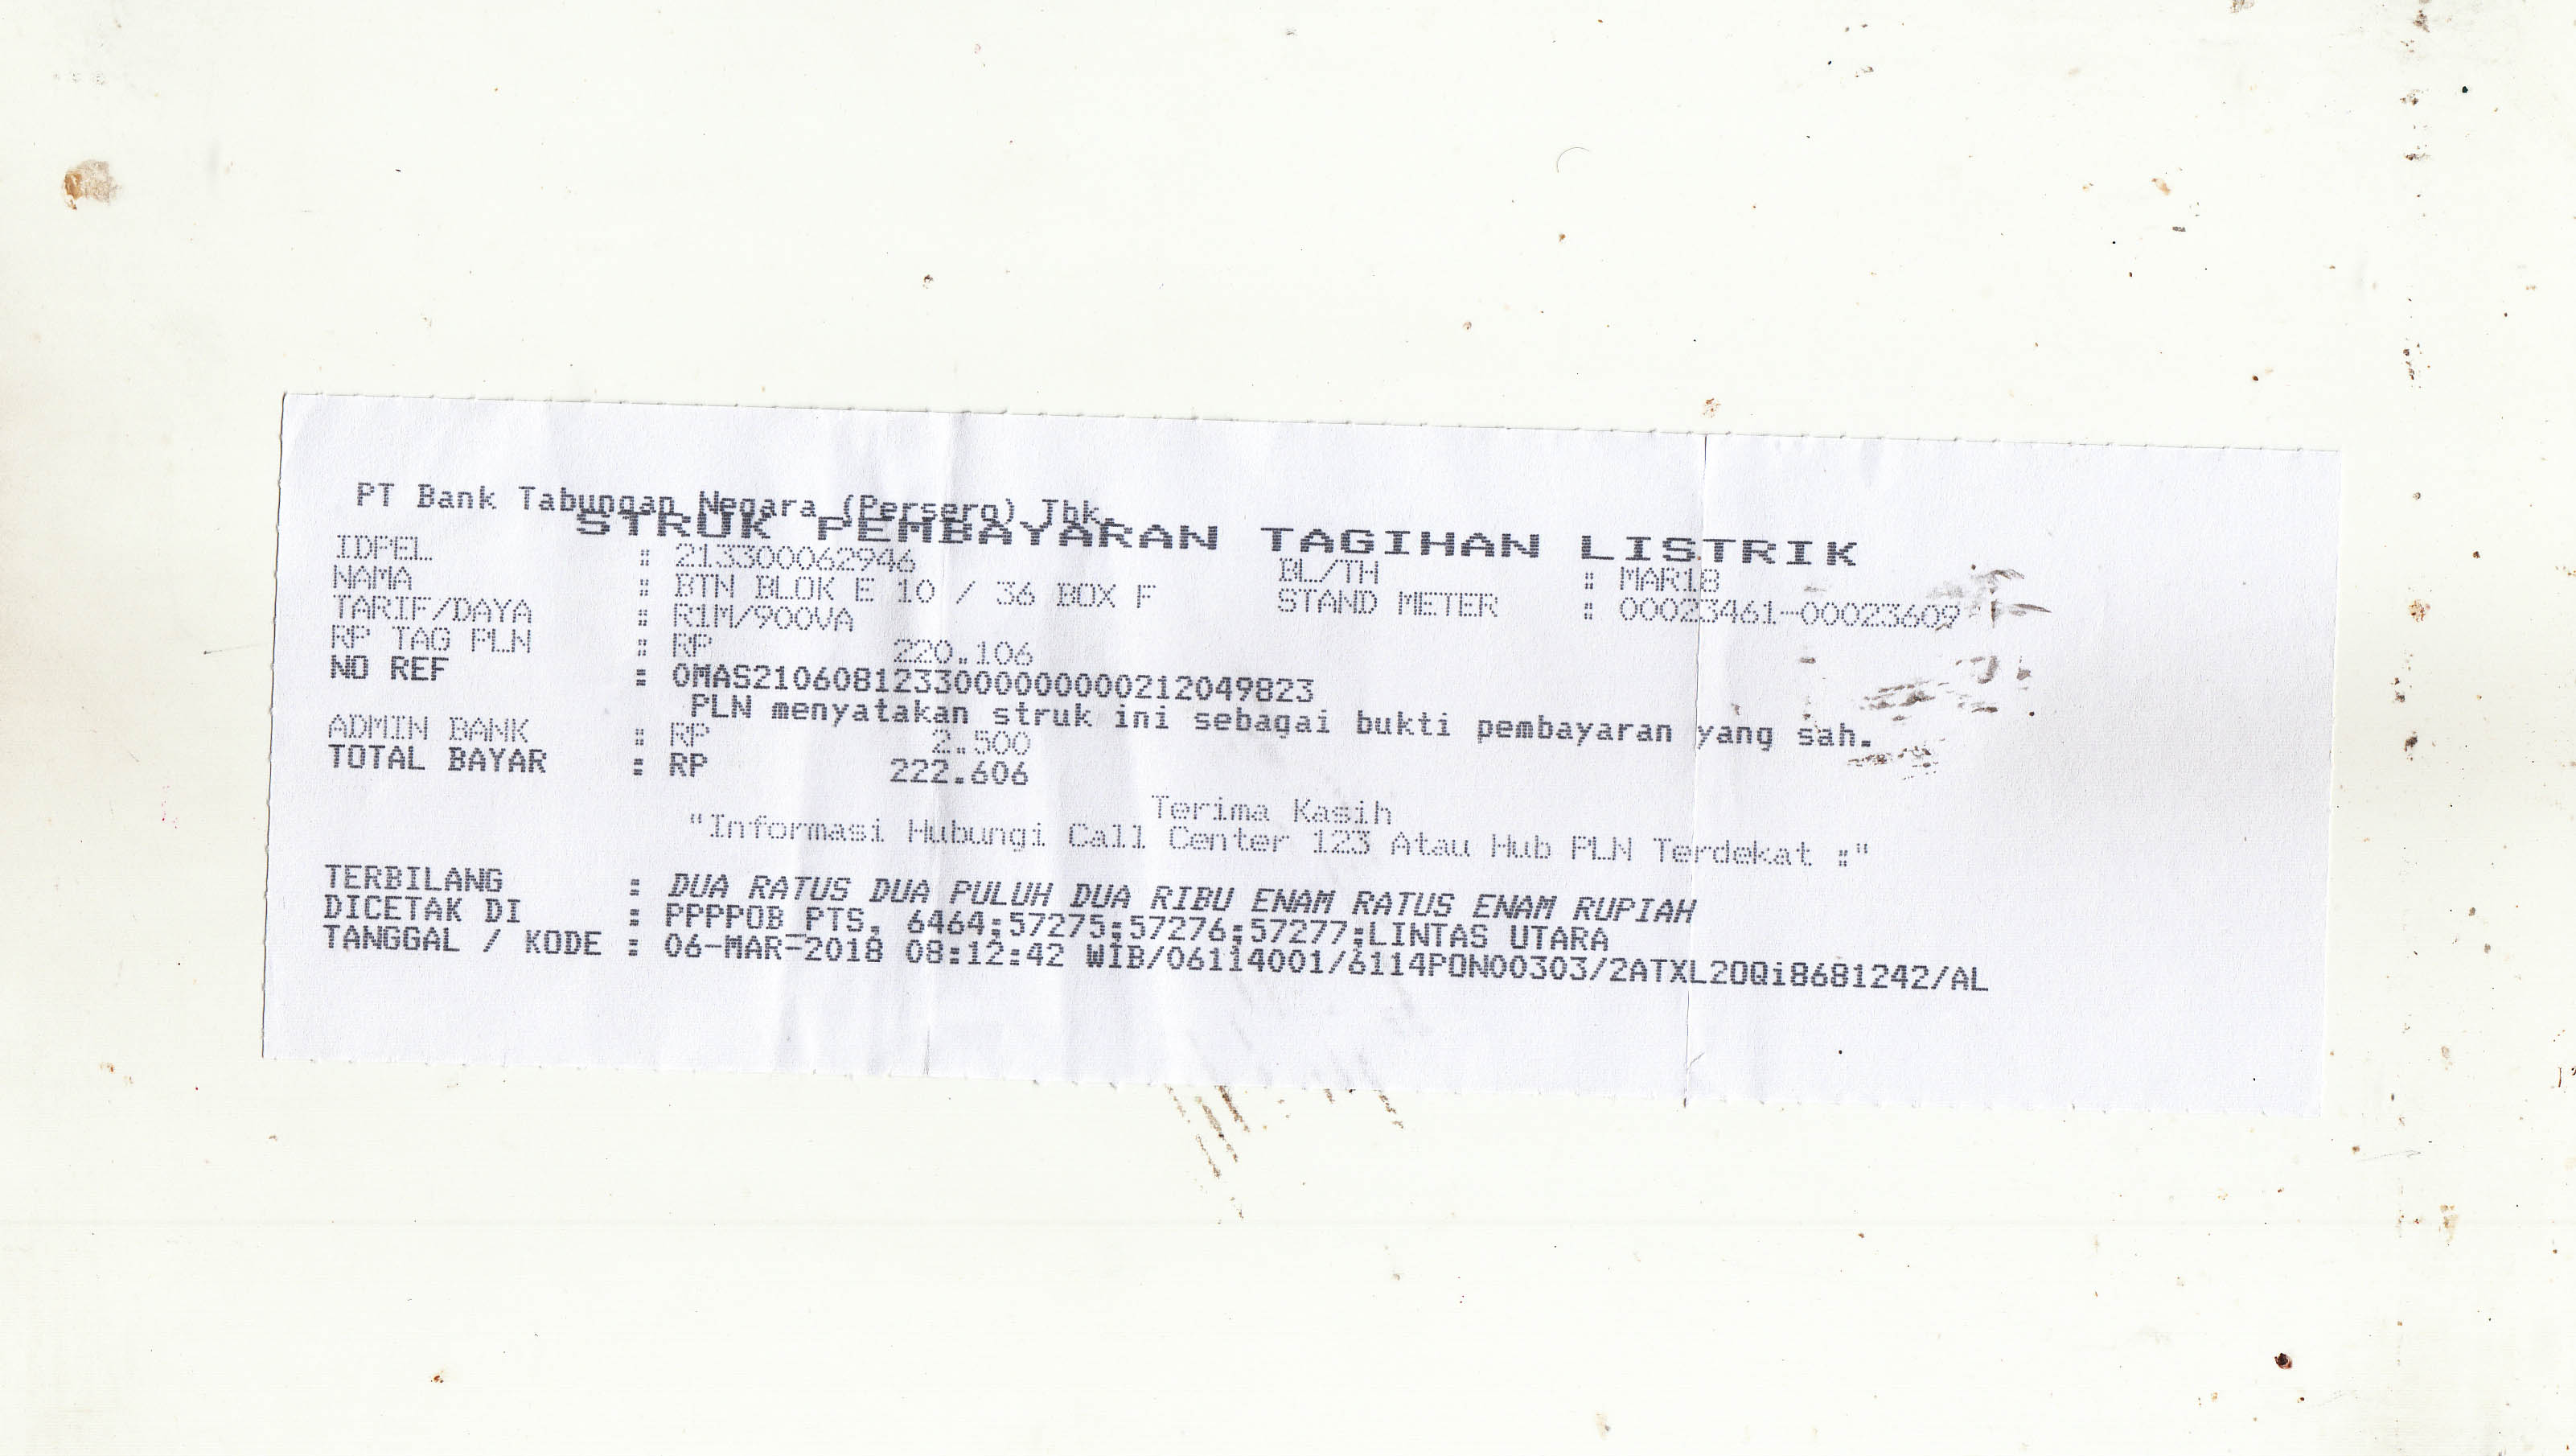 PT Bank Tabungan Negara (Persero) Tbk.
STRUK PEMBAYARAN TAGIHAN LISTRIK
IDPEL : 213300062946 BL/TH : MAR18
NAMA : BTN BLOK E 10 / 36 BOX F STAND METER : 00023461-00023609
TARIF/DAYA : R1M/900VA
RP TAG PLN : RP 220.106
NO REF : 0MAS21060812330000000000212049823
PLN menyatakan struk ini sebagai bukti pembayaran yang sah.
ADMIN BANK : RP 2.500
TOTAL BAYAR : RP 222.606
Terima Kasih
"Informasi Hubungi Call Center 123 Atau Hub PLN Terdekat :"
TERBILANG : DUA RATUS DUA PULUH DUA RIBU ENAM RATUS ENAM RUPIAH
DICETAK DI : PPPPOB_PTS. 6464;57275;57276;57277;LINTAS UTARA
TANGGAL / KODE : 06-MAR-2018 08:12:42 WIB/06114001/6114PON00303/2ATXL2DQi8681242/AL